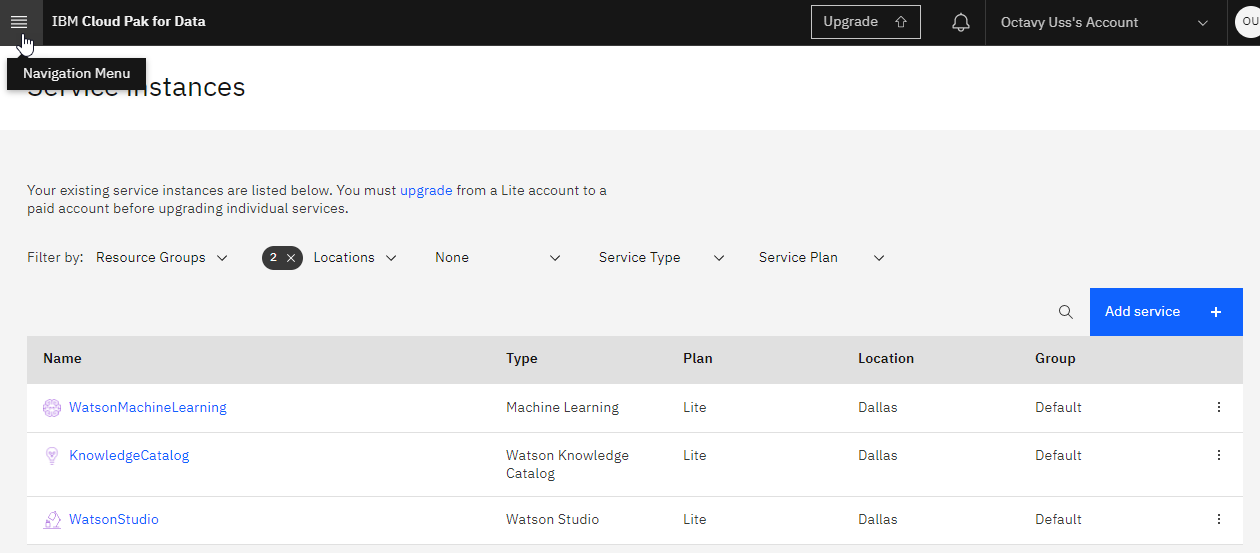 IBM Cloud Pak for Data
Upgrade
Octavy Uss's Account
OU
Navigation Menu
Service Instances
Your existing service instances are listed below. You must upgrade from a Lite account to a
paid account before upgrading individual services.
Filter by: Resource Groups 2 Locations None Service Type Service Plan
Add service +
Name Type Plan Location Group
WatsonMachineLearning Machine Learning Lite Dallas Default
KnowledgeCatalog Watson Knowledge Lite Dallas Default
Catalog
WatsonStudio Watson Studio Lite Dallas Default